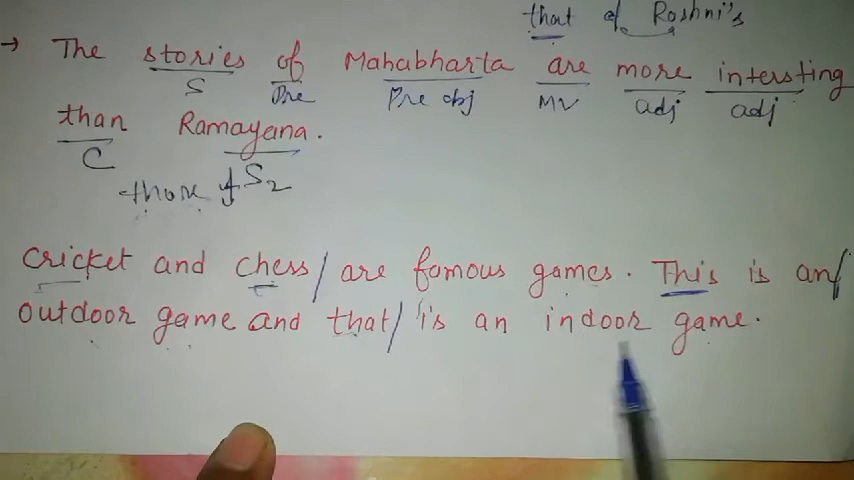 that of Roshni's
→ The stories of Mahabharta are more intersting
S Pre Pre obj MV adj adj
than Ramayana.
C S2
those of
Cricket and chess/ are famous games. This is an/
outdoor game and that/ is an indoor game.